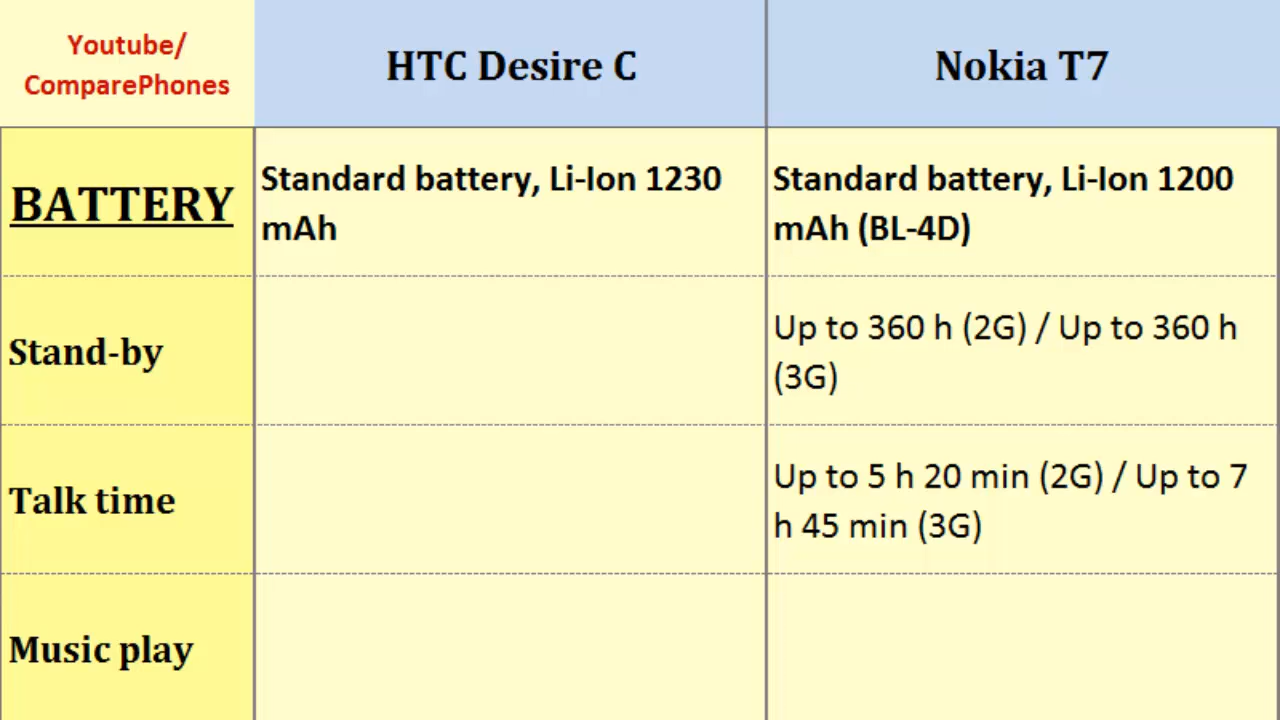 Youtube/
ComparePhones
HTC Desire C
Nokia T7
BATTERY
Standard battery, Li-Ion 1230
mAh
Standard battery, Li-Ion 1200
mAh (BL-4D)
Stand-by
Up to 360 h (2G) / Up to 360 h
(3G)
Talk time
Up to 5 h 20 min (2G) / Up to 7
h 45 min (3G)
Music play